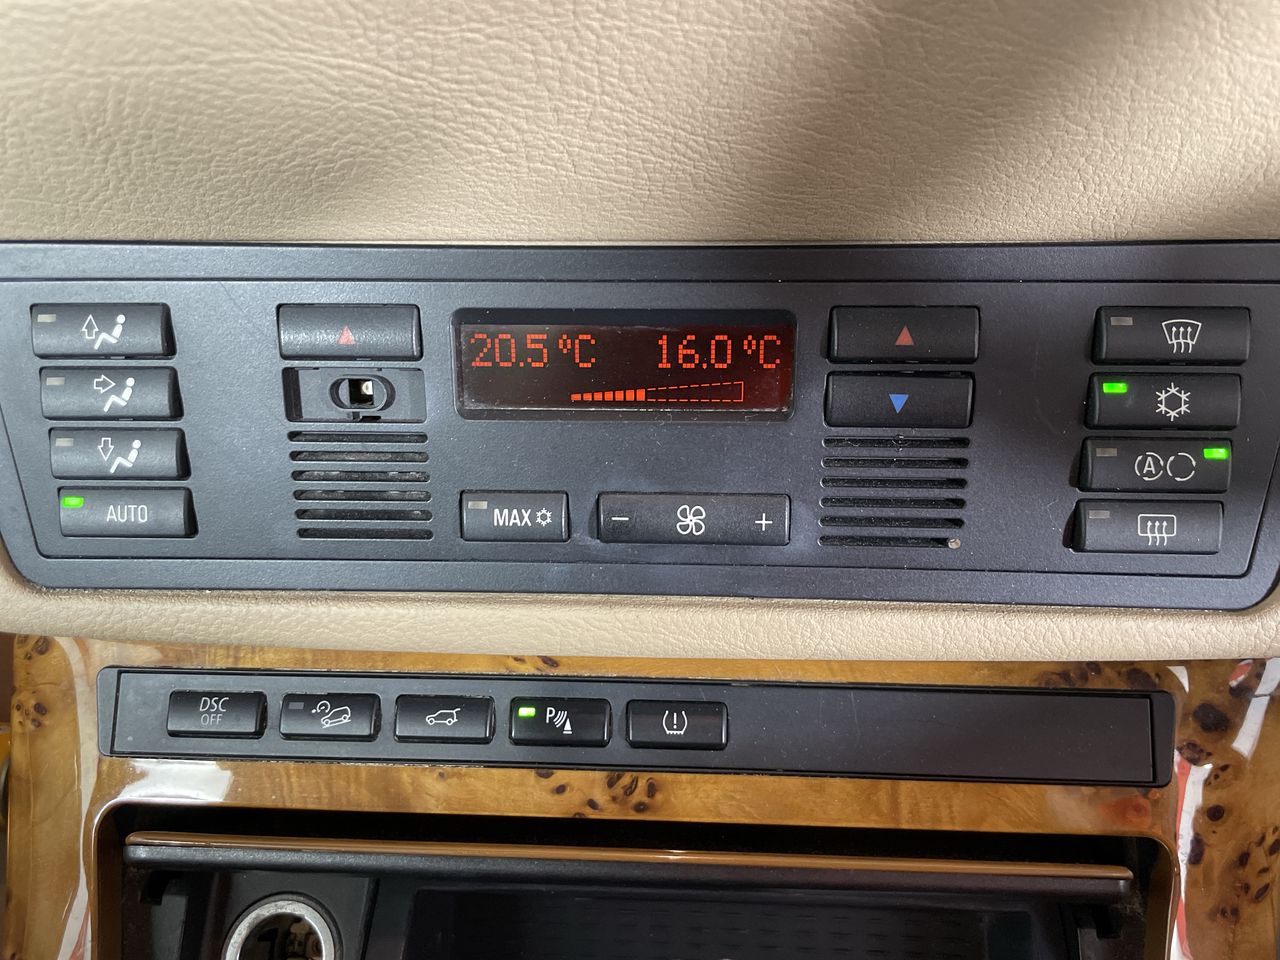 20.5°C 16.0°C
A
AUTO
MAX
- +
DSC
OFF
P